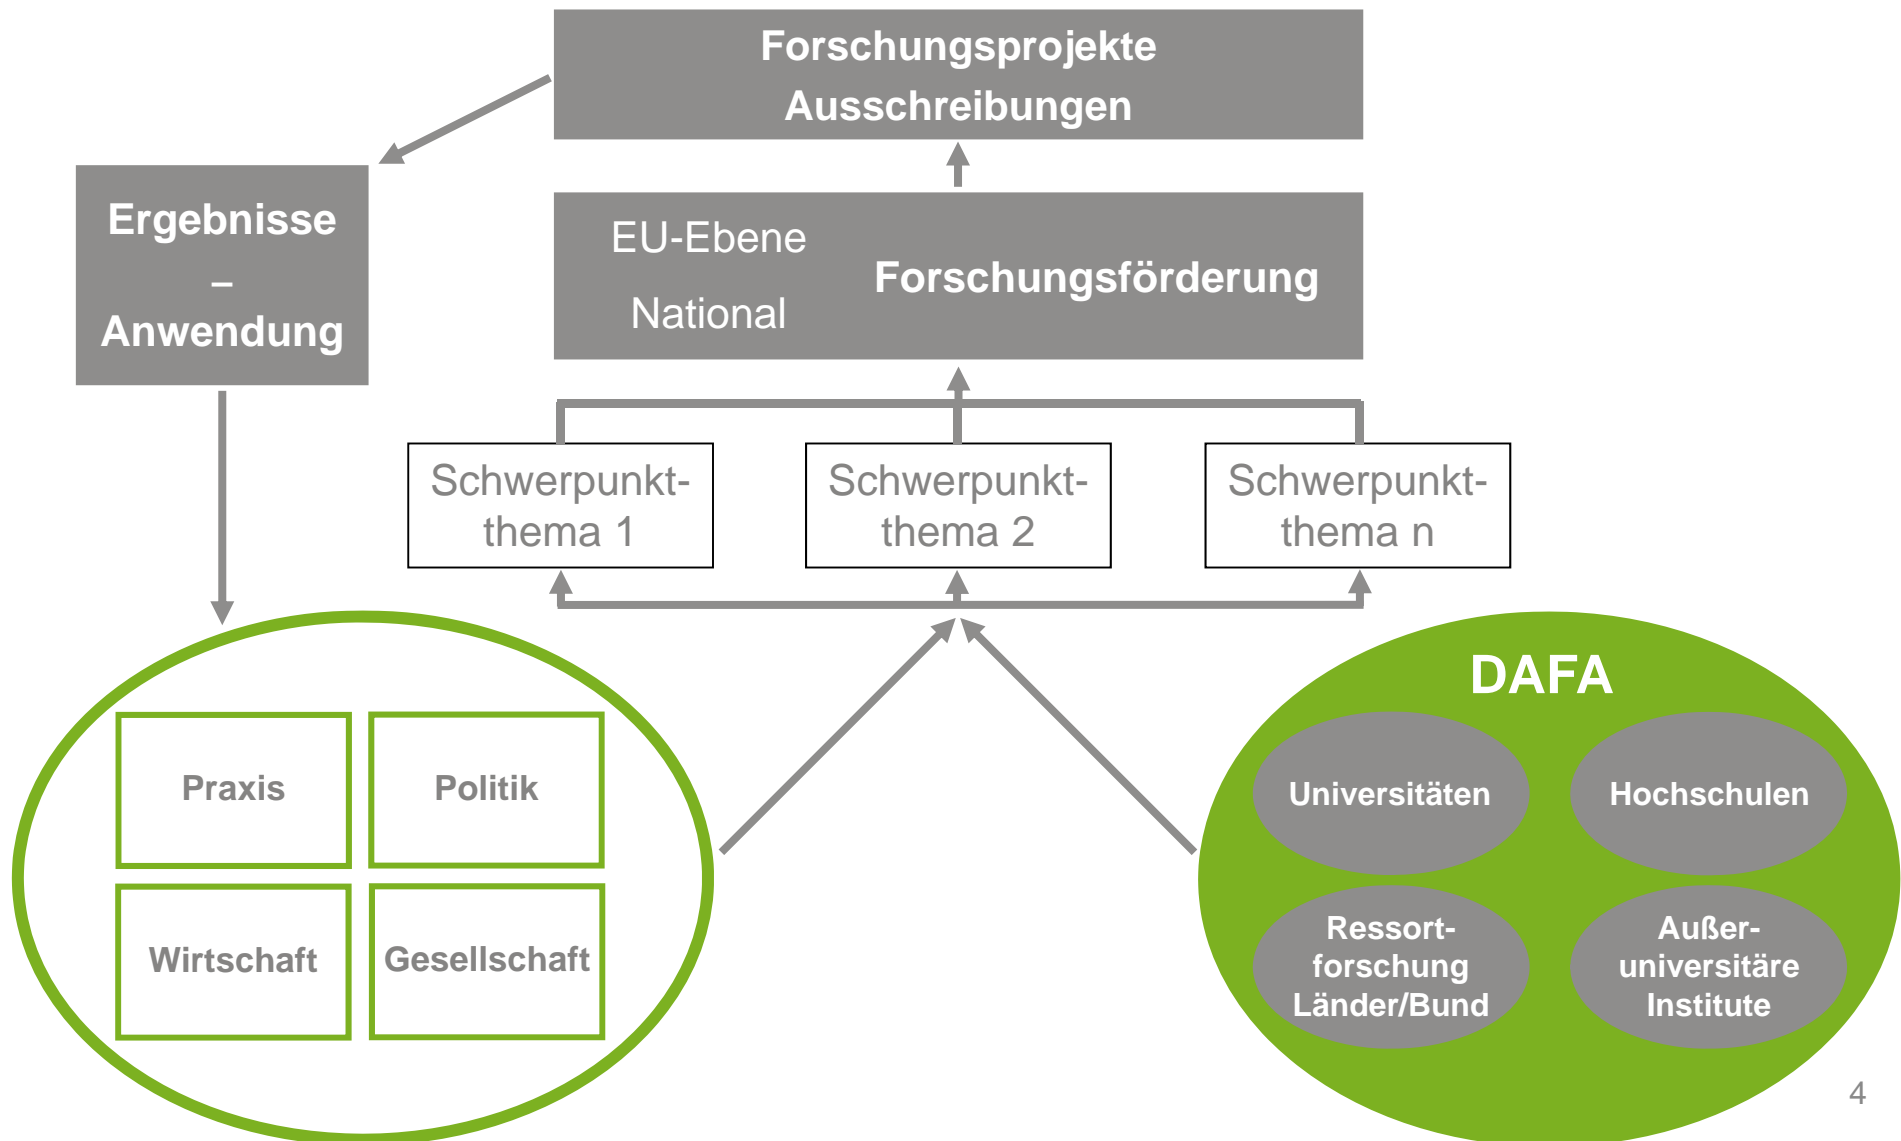 Forschungsprojekte
Ausschreibungen
Ergebnisse
–
Anwendung
EU-Ebene
National
Forschungsförderung
Schwerpunkt-
thema 1
Schwerpunkt-
thema 2
Schwerpunkt-
thema n
Praxis
Politik
Wirtschaft
Gesellschaft
DAFA
Universitäten
Hochschulen
Ressort-
forschung
Länder/Bund
Außer-
universitäre
Institute
4